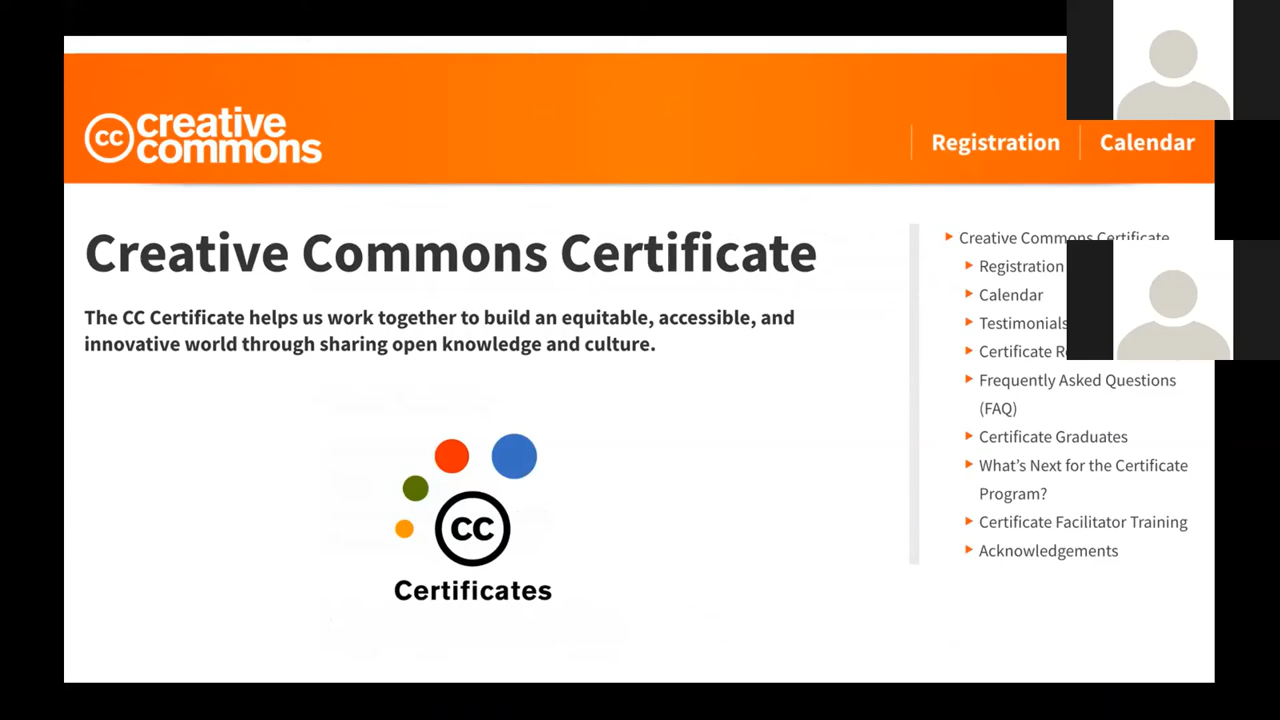 cc creative
commons
Registration
Calendar
Creative Commons Certificate
The CC Certificate helps us work together to build an equitable, accessible, and
innovative world through sharing open knowledge and culture.
cc
Certificates
Creative Commons Certificate
Registration
Calendar
Testimonials
Certificate
Frequently Asked Questions
(FAQ)
Certificate Graduates
What's Next for the Certificate
Program?
Certificate Facilitator Training
Acknowledgements